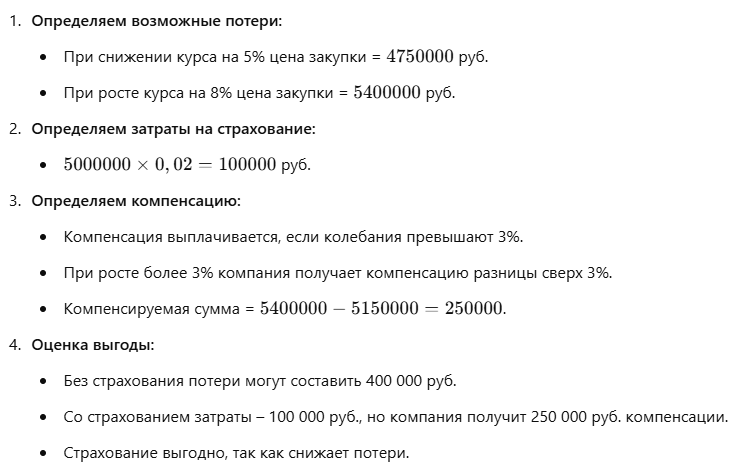 1. Определяем возможные потери:
• При снижении курса на 5% цена закупки = 4750000 руб.
• При росте курса на 8% цена закупки = 5400000 руб.
2. Определяем затраты на страхование:
• 5000000 × 0, 02 = 100000 руб.
3. Определяем компенсацию:
• Компенсация выплачивается, если колебания превышают 3%.
• При росте более 3% компания получает компенсацию разницы сверх 3%.
• Компенсируемая сумма = 5400000 − 5150000 = 250000.
4. Оценка выгоды:
• Без страхования потери могут составить 400 000 руб.
• Со страхованием затраты – 100 000 руб., но компания получит 250 000 руб. компенсации.
• Страхование выгодно, так как снижает потери.